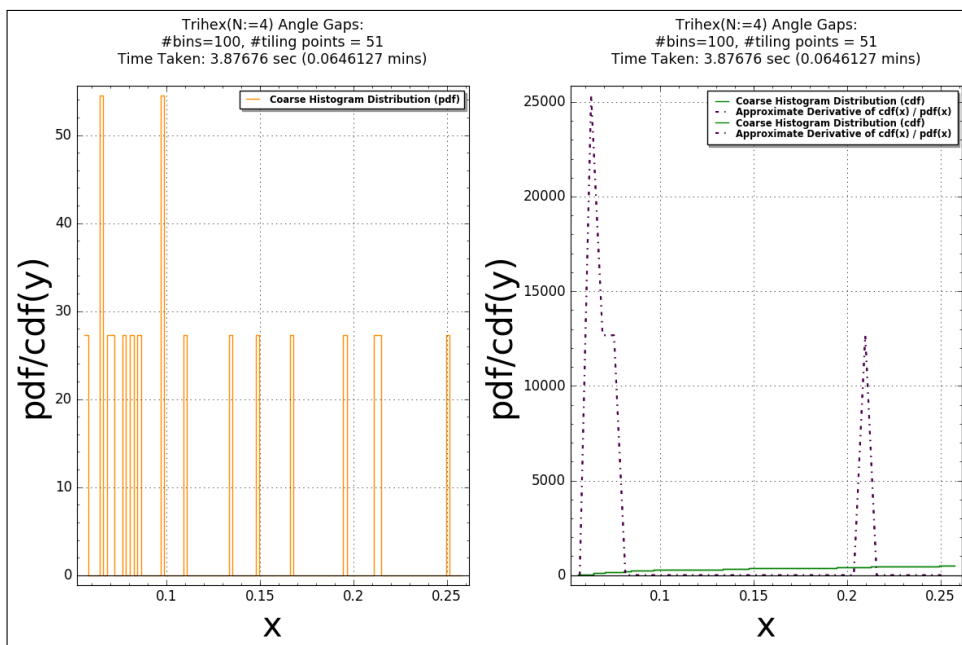 Trihex(N:=4) Angle Gaps:
#bins=100, #tiling points = 51
Time Taken: 3.87676 sec (0.0646127 mins)
Coarse Histogram Distribution (pdf)
50
40
30
20
10
0
0.1
0.15
0.2
0.25
pdf/cdf(y)
x
Trihex(N:=4) Angle Gaps:
#bins=100, #tiling points = 51
Time Taken: 3.87676 sec (0.0646127 mins)
Coarse Histogram Distribution (cdf)
Approximate Derivative of cdf(x) / pdf(x)
Coarse Histogram Distribution (cdf)
Approximate Derivative of cdf(x) / pdf(x)
25000
20000
15000
10000
5000
0
0.1
0.15
0.2
0.25
pdf/cdf(y)
x